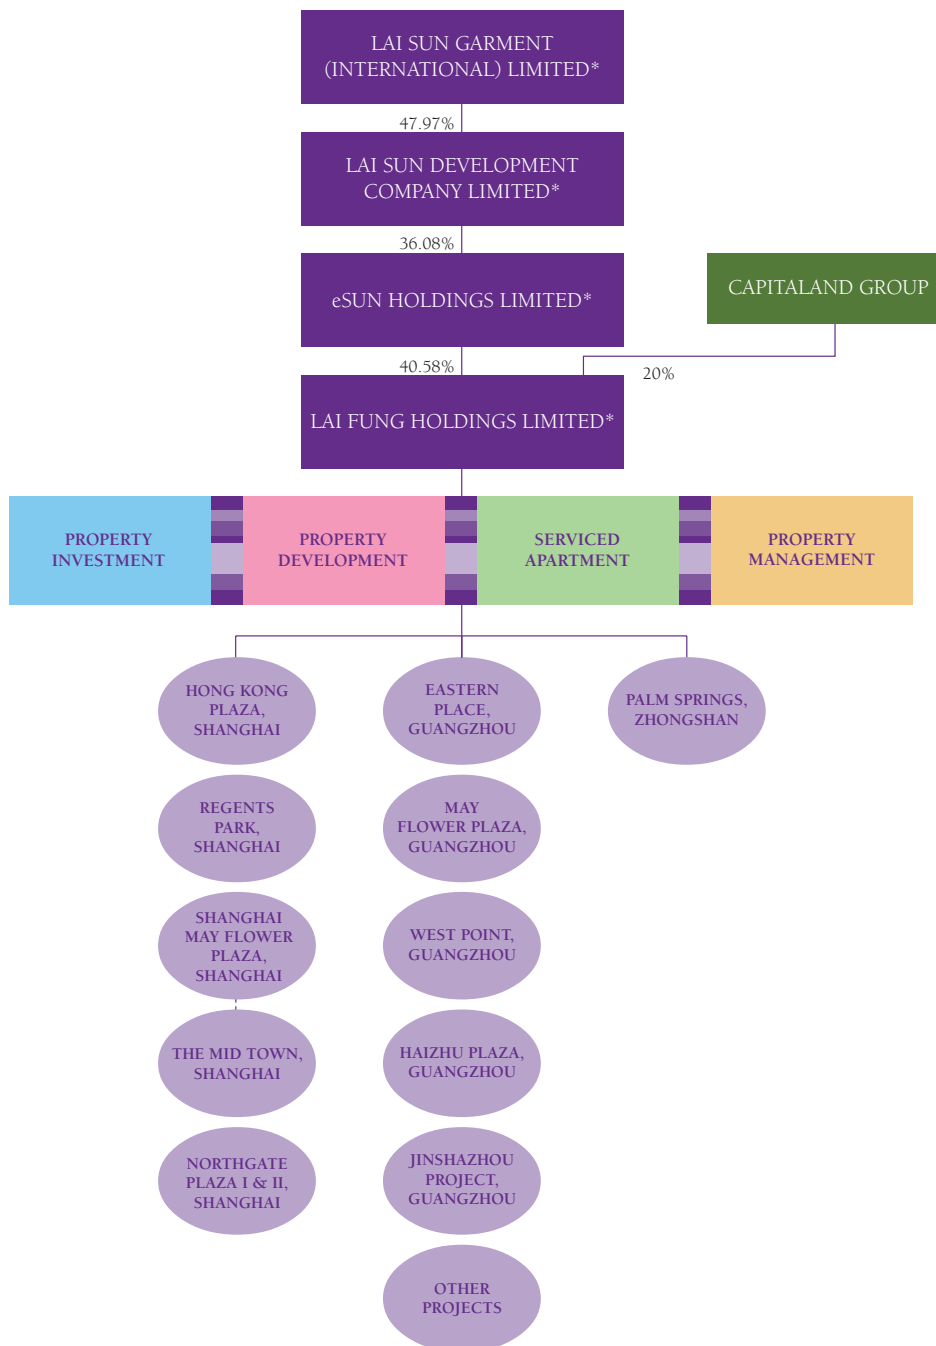 LAI SUN GARMENT
(INTERNATIONAL) LIMITED*
47.97%
LAI SUN DEVELOPMENT
COMPANY LIMITED*
36.08%
eSUN HOLDINGS LIMITED*
CAPITALAND GROUP
40.58%
20%
LAI FUNG HOLDINGS LIMITED*
PROPERTY
INVESTMENT
PROPERTY
DEVELOPMENT
SERVICED
APARTMENT
PROPERTY
MANAGEMENT
HONG KONG
PLAZA,
SHANGHAI
EASTERN
PLACE,
GUANGZHOU
PALM SPRINGS,
ZHONGSHAN
REGENTS
PARK,
SHANGHAI
MAY
FLOWER PLAZA,
GUANGZHOU
SHANGHAI
MAY FLOWER
PLAZA,
SHANGHAI
WEST POINT,
GUANGZHOU
THE MID TOWN,
SHANGHAI
HAIZHU PLAZA,
GUANGZHOU
NORTHGATE
PLAZA I & II,
SHANGHAI
JINSHAZHOU
PROJECT,
GUANGZHOU
OTHER
PROJECTS